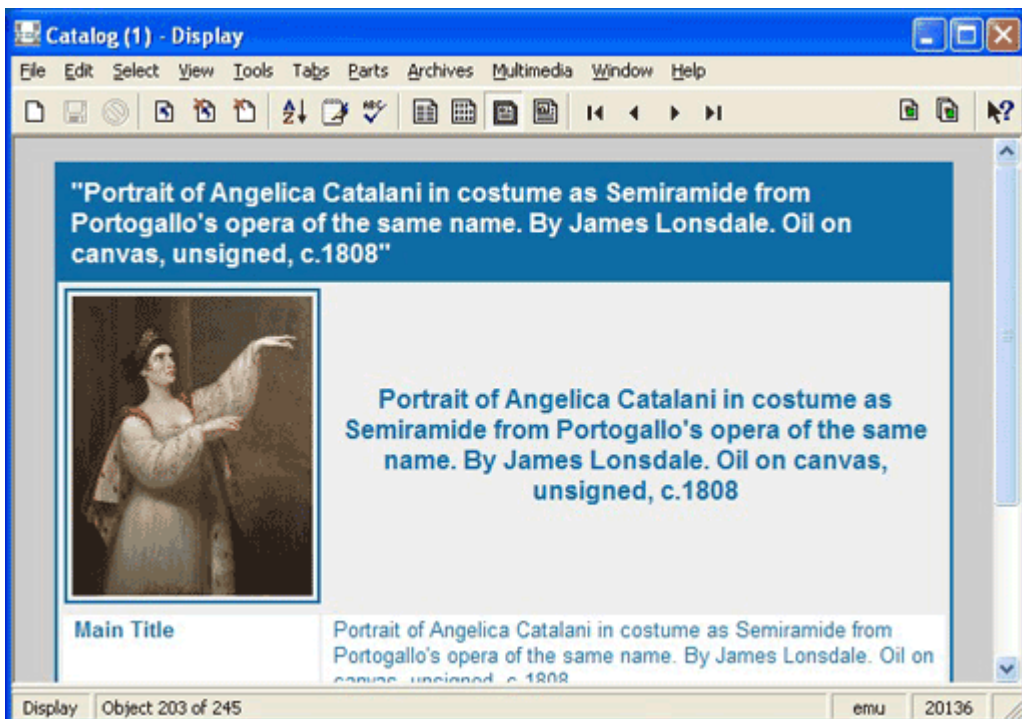 Catalog (1) - Display
File Edit Select View Tools Tabs Parts Archives Multimedia Window Help
"Portrait of Angelica Catalani in costume as Semiramide from
Portogallo's opera of the same name. By James Lonsdale. Oil on
canvas, unsigned, c.1808"
Portrait of Angelica Catalani in costume as
Semiramide from Portogallo's opera of the same
name. By James Lonsdale. Oil on canvas,
unsigned, c.1808
Main Title
Portrait of Angelica Catalani in costume as Semiramide from
Portogallo's opera of the same name. By James Lonsdale. Oil on
canvas, unsigned, c.1808
Display Object 203 of 245 emu 20136